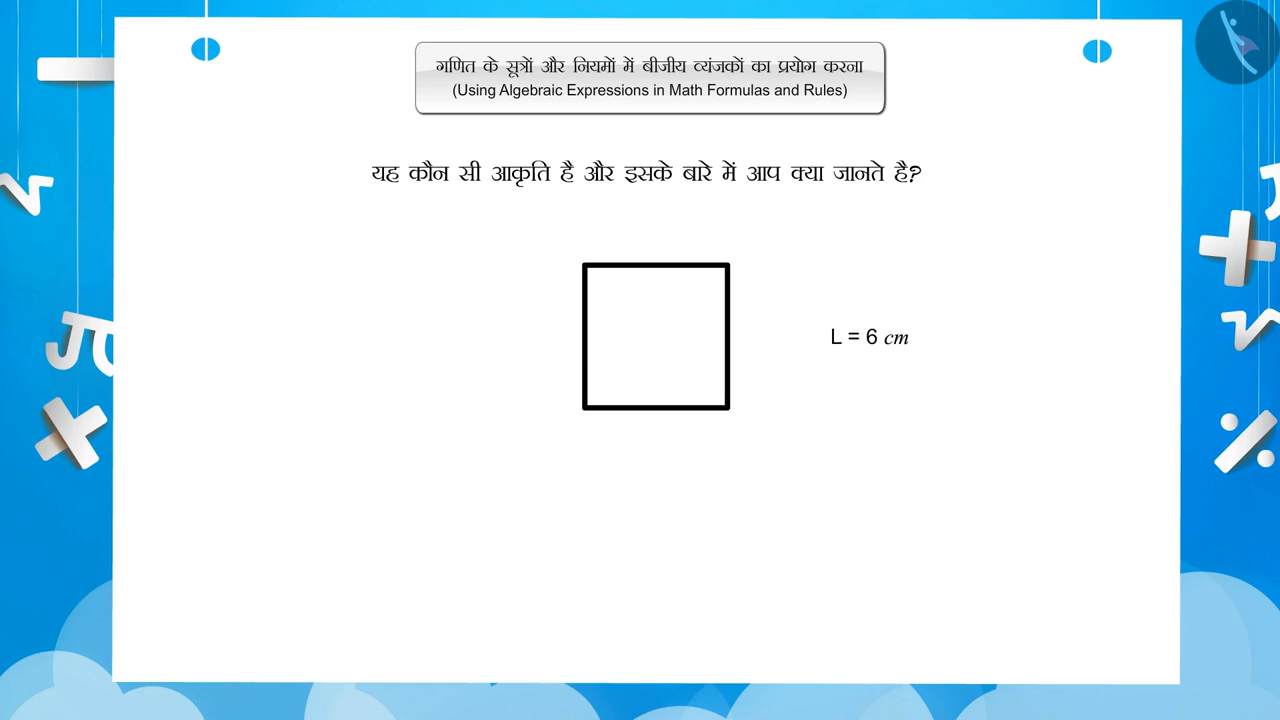 गणित के सूत्रों और नियमों में बीजीय व्यंजकों का प्रयोग करना
(Using Algebraic Expressions in Math Formulas and Rules)
यह कौन सी आकृति है और इसके बारे में आप क्या जानते है?
L = 6 cm